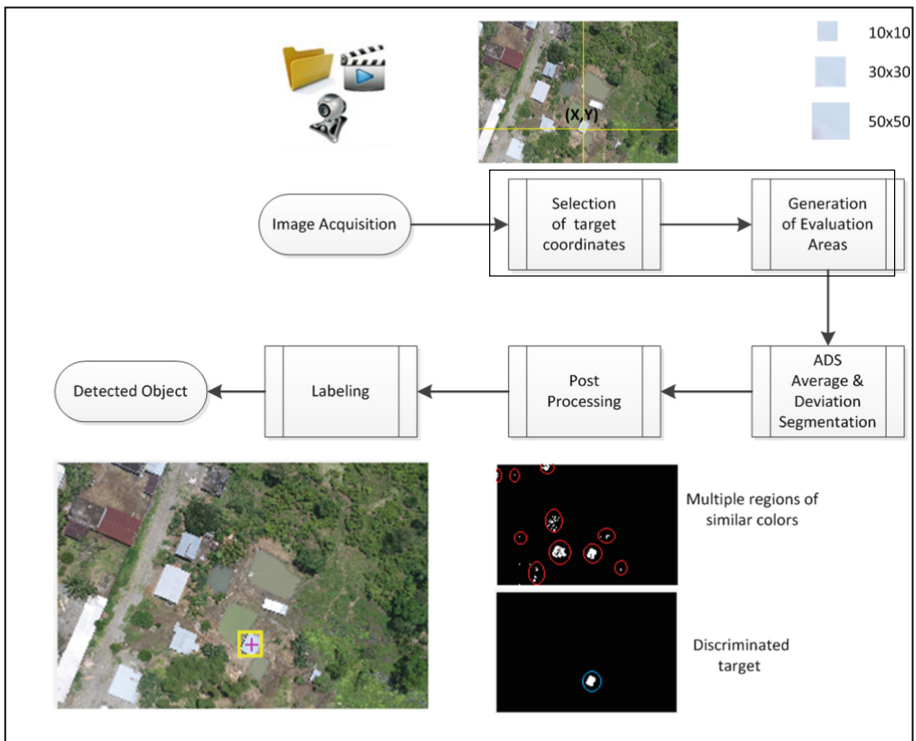 10x10
30x30
50x50
(X,Y)
Image Acquisition
Selection
of target
coordinates
Generation
of Evaluation
Areas
Detected Object
Labeling
Post
Processing
ADS
Average &
Deviation
Segmentation
Multiple regions of
similar colors
Discriminated
target